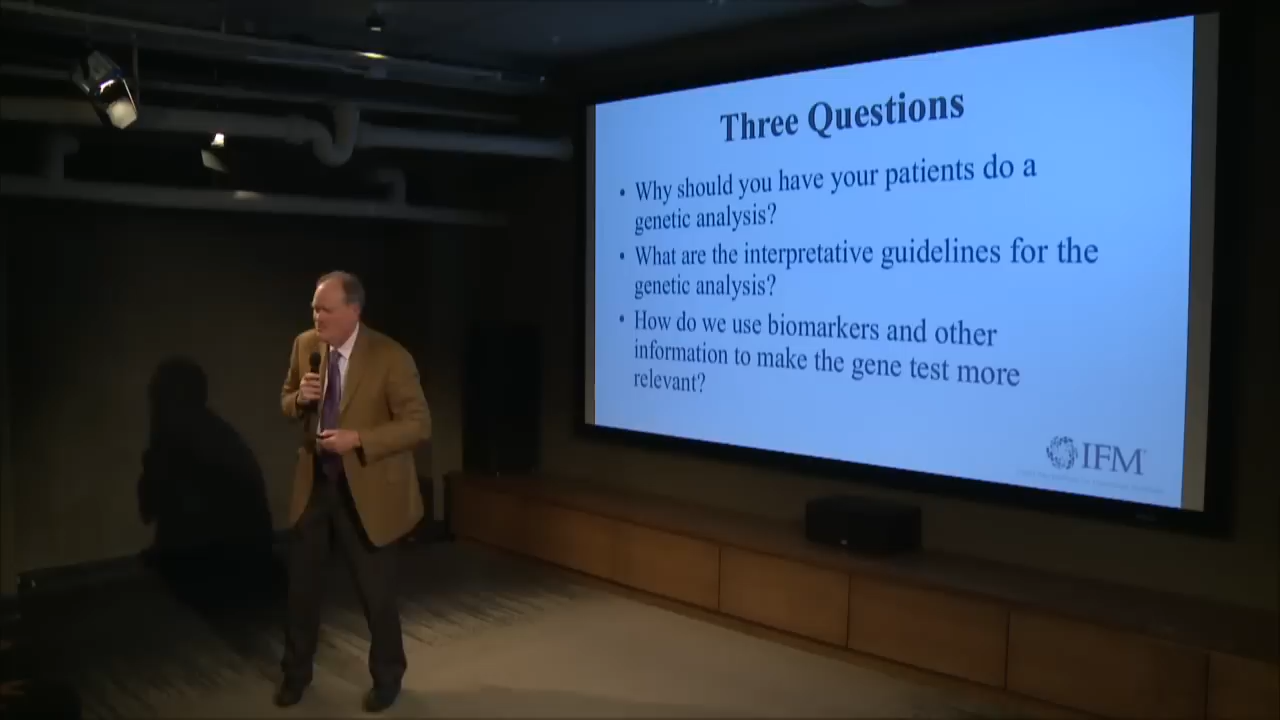 Three Questions
• Why should you have your patients do a
genetic analysis?
• What are the interpretative guidelines for the
genetic analysis?
• How do we use biomarkers and other
information to make the gene test more
relevant?
IFM